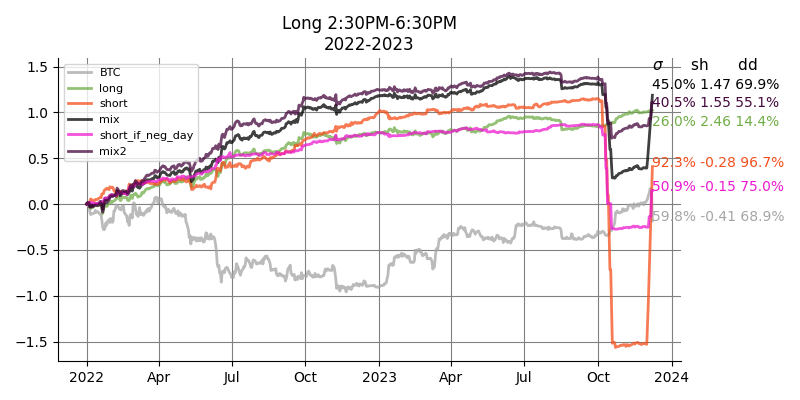 Long 2:30PM-6:30PM
2022-2023
σ sh dd
45.0% 1.47 69.9%
40.5% 1.55 55.1%
26.0% 2.46 14.4%
92.3% -0.28 96.7%
50.9% -0.15 75.0%
59.8% -0.41 68.9%
BTC
long
short
mix
short_if_neg_day
mix2
1.5
1.0
0.5
0.0
−0.5
−1.0
−1.5
2022 Apr Jul Oct 2023 Apr Jul Oct 2024